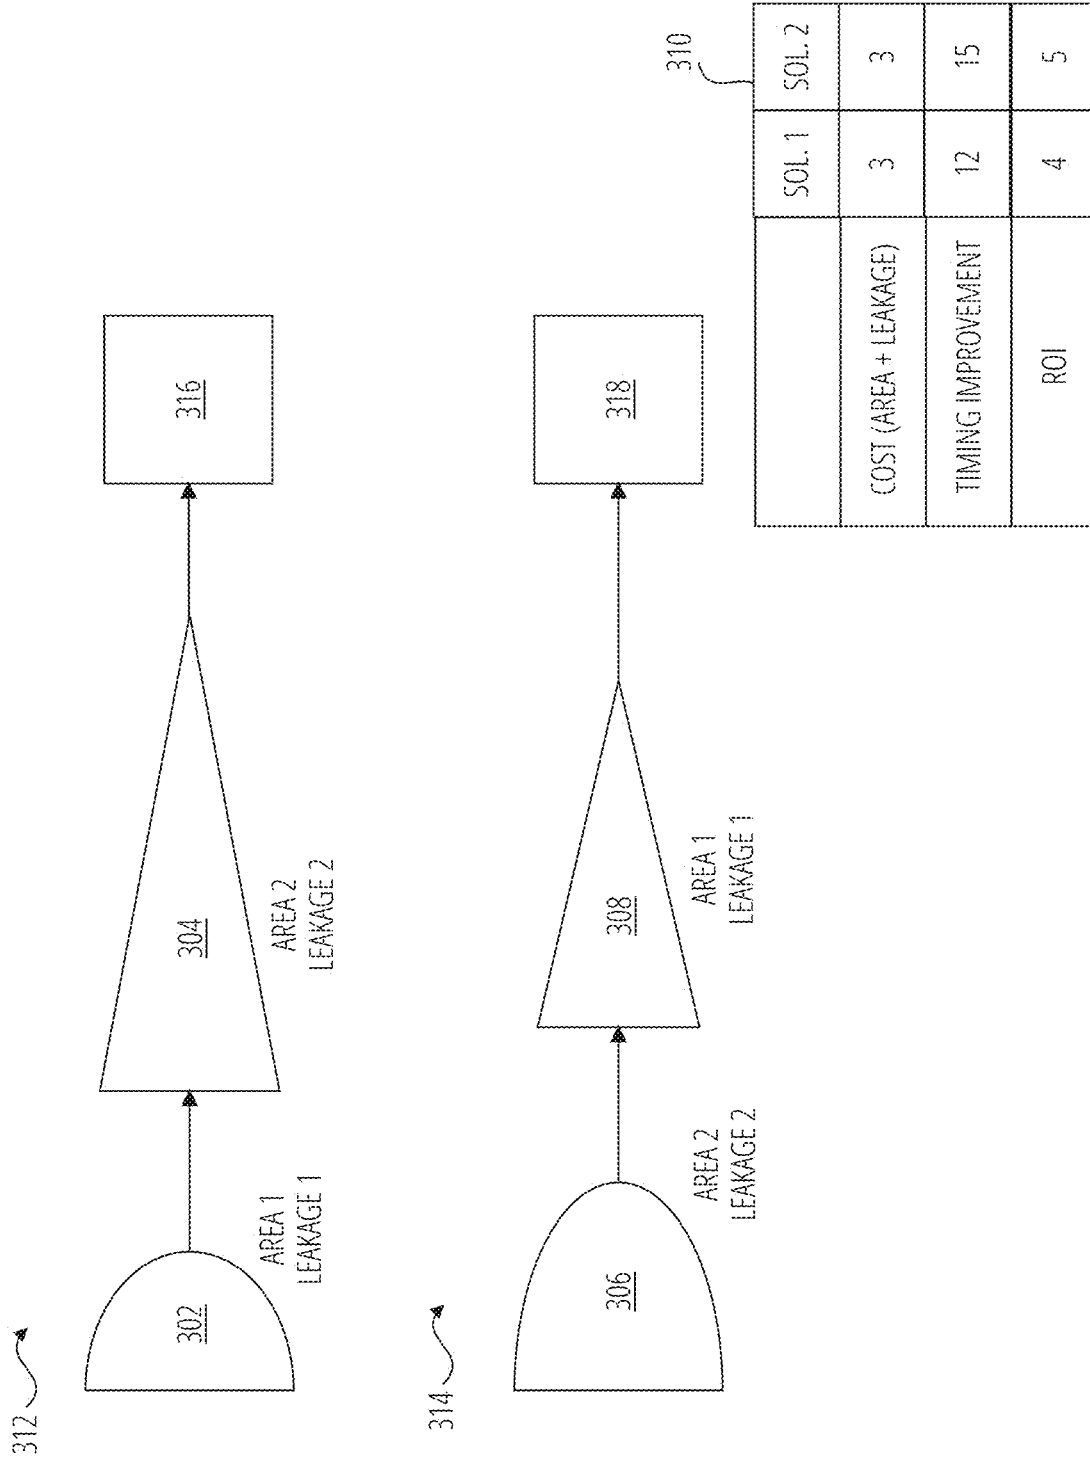 312
302
AREA 1
LEAKAGE 1
304
AREA 2
LEAKAGE 2
316
314
306
AREA 2
LEAKAGE 2
308
AREA 1
LEAKAGE 1
318
310
SOL. 1 SOL. 2
COST (AREA + LEAKAGE) 3 3
TIMING IMPROVEMENT 12 15
ROI 4 5